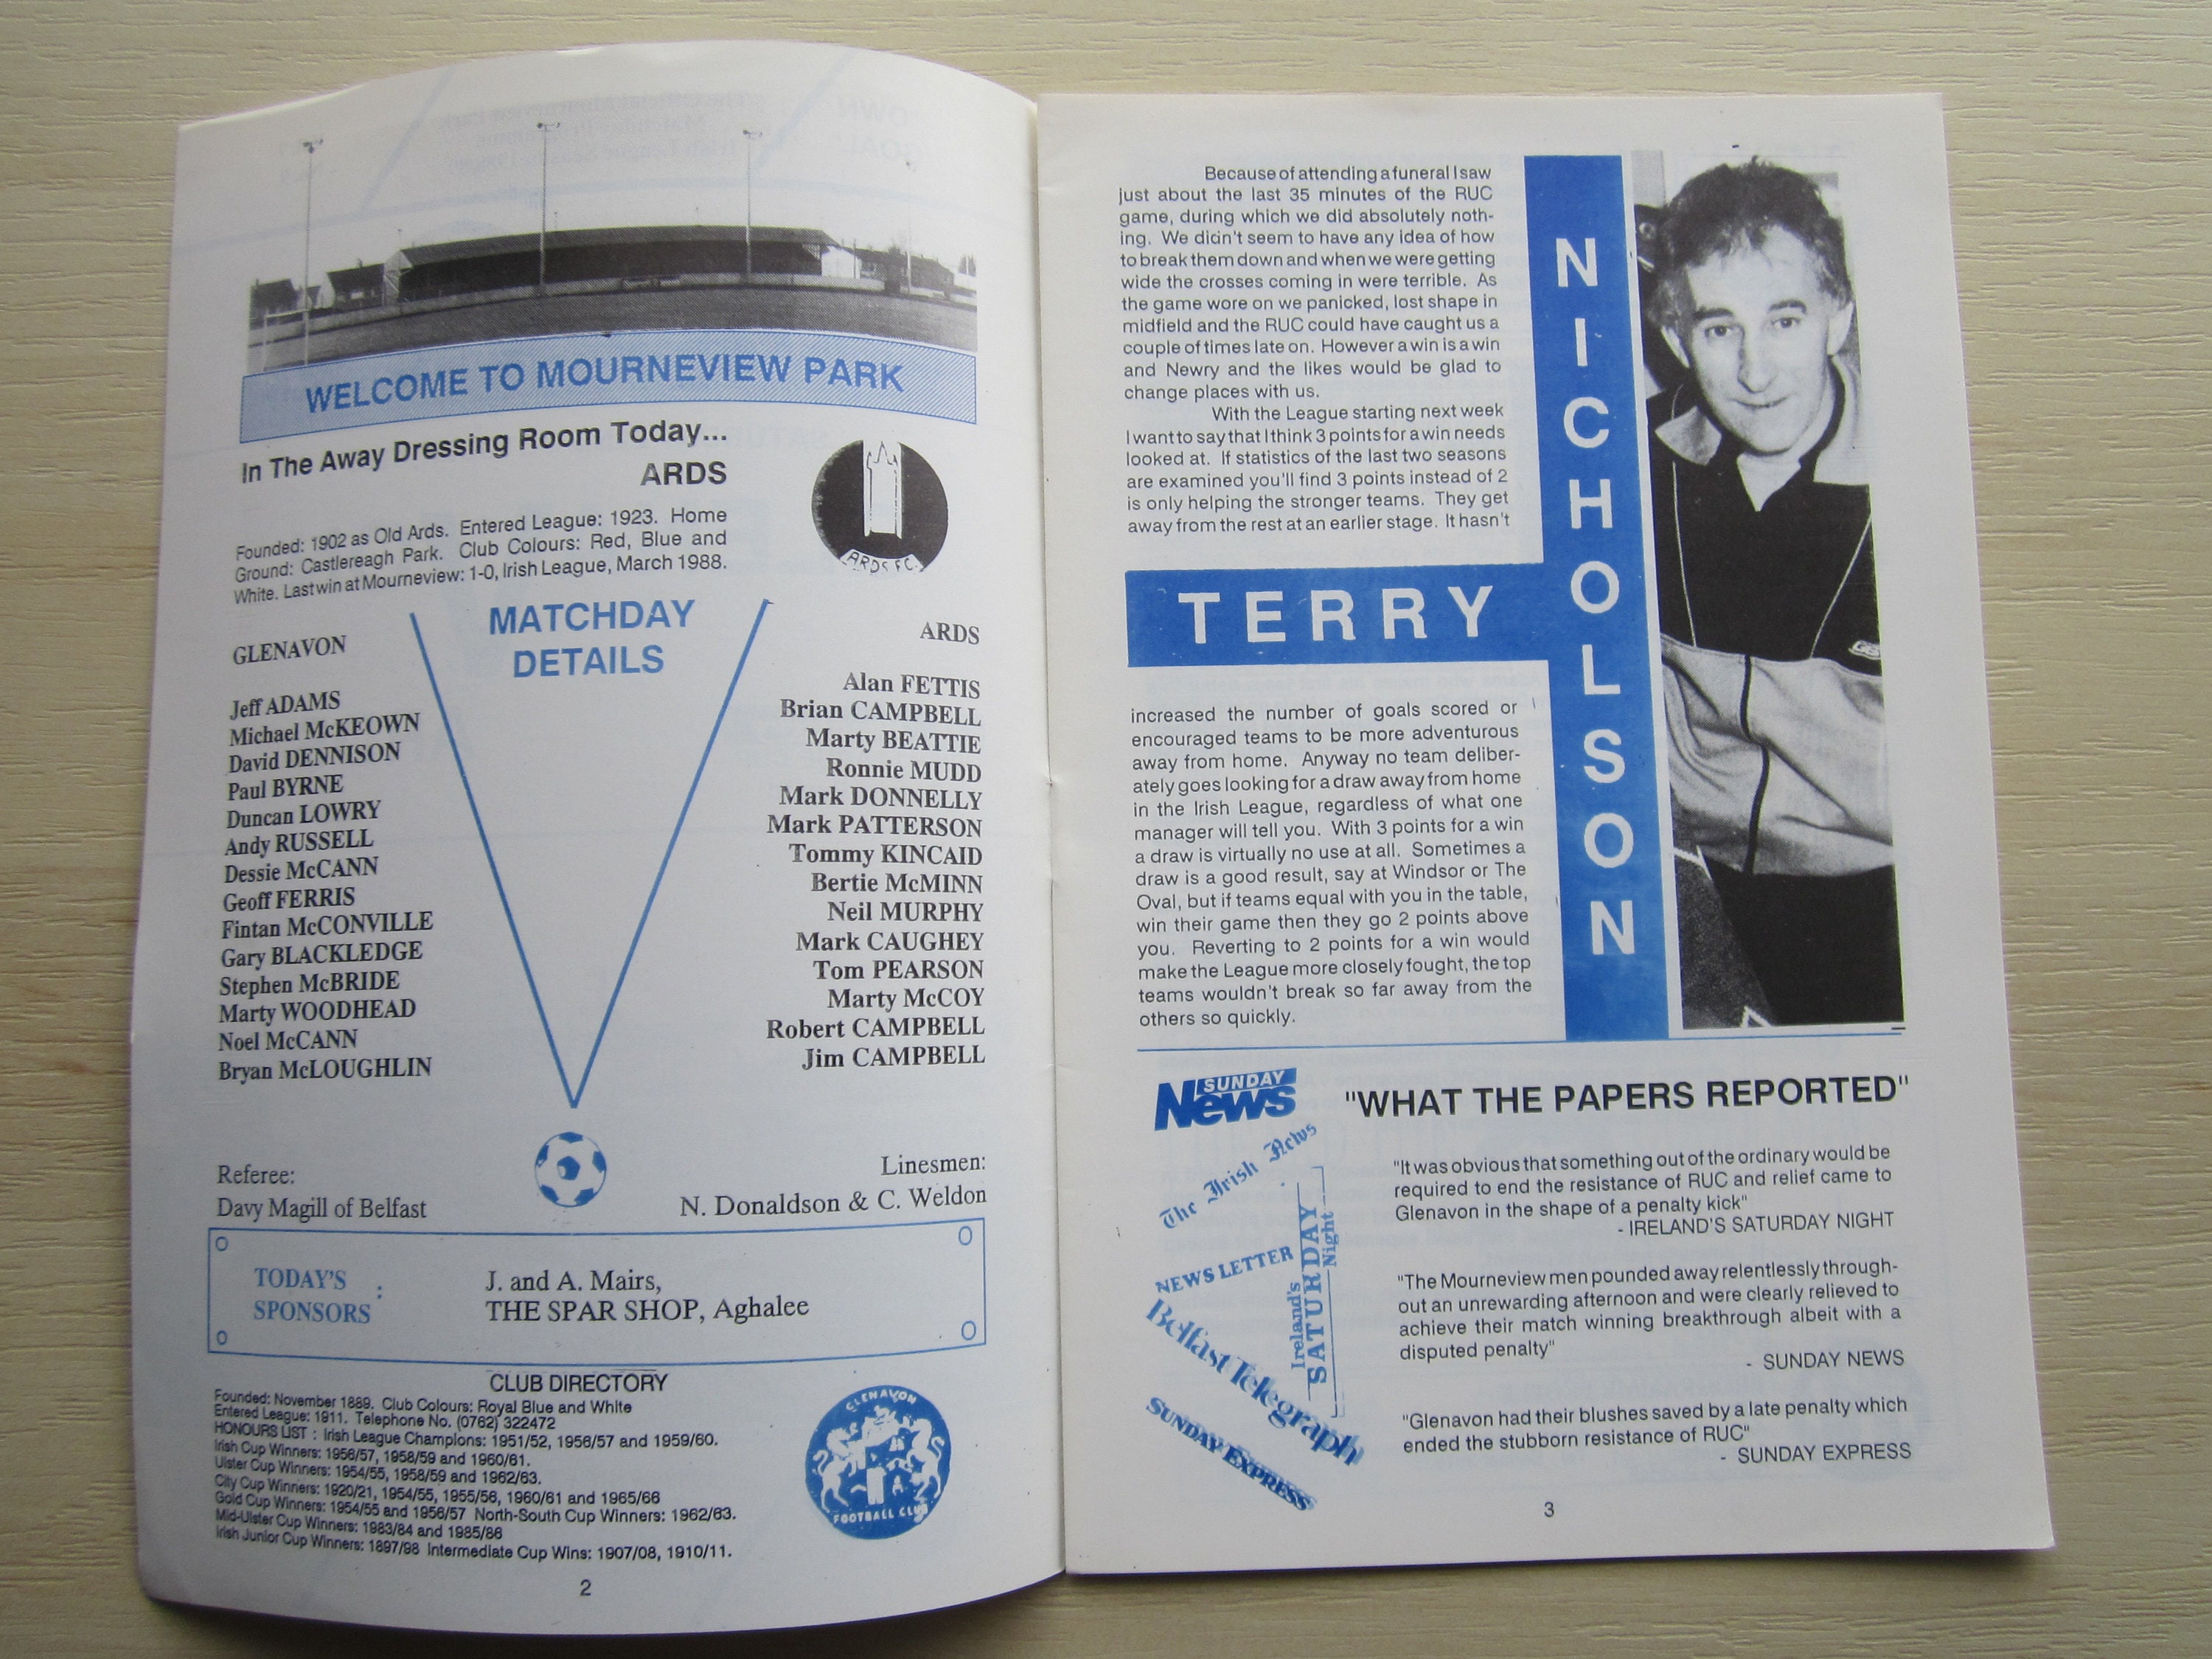 WELCOME TO MOURNEVIEW PARK
In The Away Dressing Room Today...
ARDS
Founded: 1902 as Old Ards. Entered League: 1923. Home
Ground: Castlereagh Park. Club Colours: Red, Blue and
White. Last win at Mourneview: 1-0, Irish League, March 1988.
ARDS F.C.
MATCHDAY
DETAILS
GLENAVON
Jeff ADAMS
Michael McKEOWN
David DENNISON
Paul BYRNE
Duncan LOWRY
Andy RUSSELL
Dessie McCANN
Geoff FERRIS
Fintan McCONVILLE
Gary BLACKLEDGE
Stephen McBRIDE
Marty WOODHEAD
Noel McCANN
Bryan McLOUGHLIN
ARDS
Alan FETTIS
Brian CAMPBELL
Marty BEATTIE
Ronnie MUDD
Mark DONNELLY
Mark PATTERSON
Tommy KINCAID
Bertie McMINN
Neil MURPHY
Mark CAUGHEY
Tom PEARSON
Marty McCOY
Robert CAMPBELL
Jim CAMPBELL
Referee:
Davy Magill of Belfast
Linesmen:
N. Donaldson & C. Weldon
TODAY'S
SPONSORS :
J. and A. Mairs,
THE SPAR SHOP, Aghalee
CLUB DIRECTORY
Founded: November 1889. Club Colours: Royal Blue and White
Entered League: 1911. Telephone No. (0762) 322472
HONOURS LIST : Irish League Champions: 1951/52, 1956/57 and 1959/60.
Irish Cup Winners: 1956/57, 1958/59 and 1960/61.
Ulster Cup Winners: 1954/55, 1958/59 and 1962/63.
City Cup Winners: 1920/21, 1954/55, 1955/56, 1960/61 and 1965/66
Gold Cup Winners: 1954/55 and 1956/57 North-South Cup Winners: 1962/63.
Mid-Ulster Cup Winners: 1983/84 and 1985/86
Irish Junior Cup Winners: 1897/98 Intermediate Cup Wins: 1907/08, 1910/11.
GLENAVON
FOOTBALL CLUB
2
Because of attending a funeral I saw
just about the last 35 minutes of the RUC
game, during which we did absolutely noth-
ing. We didn't seem to have any idea of how
to break them down and when we were getting
wide the crosses coming in were terrible. As
the game wore on we panicked, lost shape in
midfield and the RUC could have caught us a
couple of times late on. However a win is a win
and Newry and the likes would be glad to
change places with us.
With the League starting next week
I want to say that I think 3 points for a win needs
looked at. If statistics of the last two seasons
are examined you'll find 3 points instead of 2
is only helping the stronger teams. They get
away from the rest at an earlier stage. It hasn't
TERRY
NICHOLSON
increased the number of goals scored or
encouraged teams to be more adventurous
away from home. Anyway no team deliber-
ately goes looking for a draw away from home
in the Irish League, regardless of what one
manager will tell you. With 3 points for a win
a draw is virtually no use at all. Sometimes a
draw is a good result, say at Windsor or The
Oval, but if teams equal with you in the table,
win their game then they go 2 points above
you. Reverting to 2 points for a win would
make the League more closely fought, the top
teams wouldn't break so far away from the
others so quickly.
SUNDAY
News
The Irish News
NEWS LETTER
Ireland's
SATURDAY
Night
Belfast Telegraph
SUNDAY EXPRESS
"WHAT THE PAPERS REPORTED"
"It was obvious that something out of the ordinary would be
required to end the resistance of RUC and relief came to
Glenavon in the shape of a penalty kick"
- IRELAND'S SATURDAY NIGHT
"The Mourneview men pounded away relentlessly through-
out an unrewarding afternoon and were clearly relieved to
achieve their match winning breakthrough albeit with a
disputed penalty"
- SUNDAY NEWS
"Glenavon had their blushes saved by a late penalty which
ended the stubborn resistance of RUC"
- SUNDAY EXPRESS
3